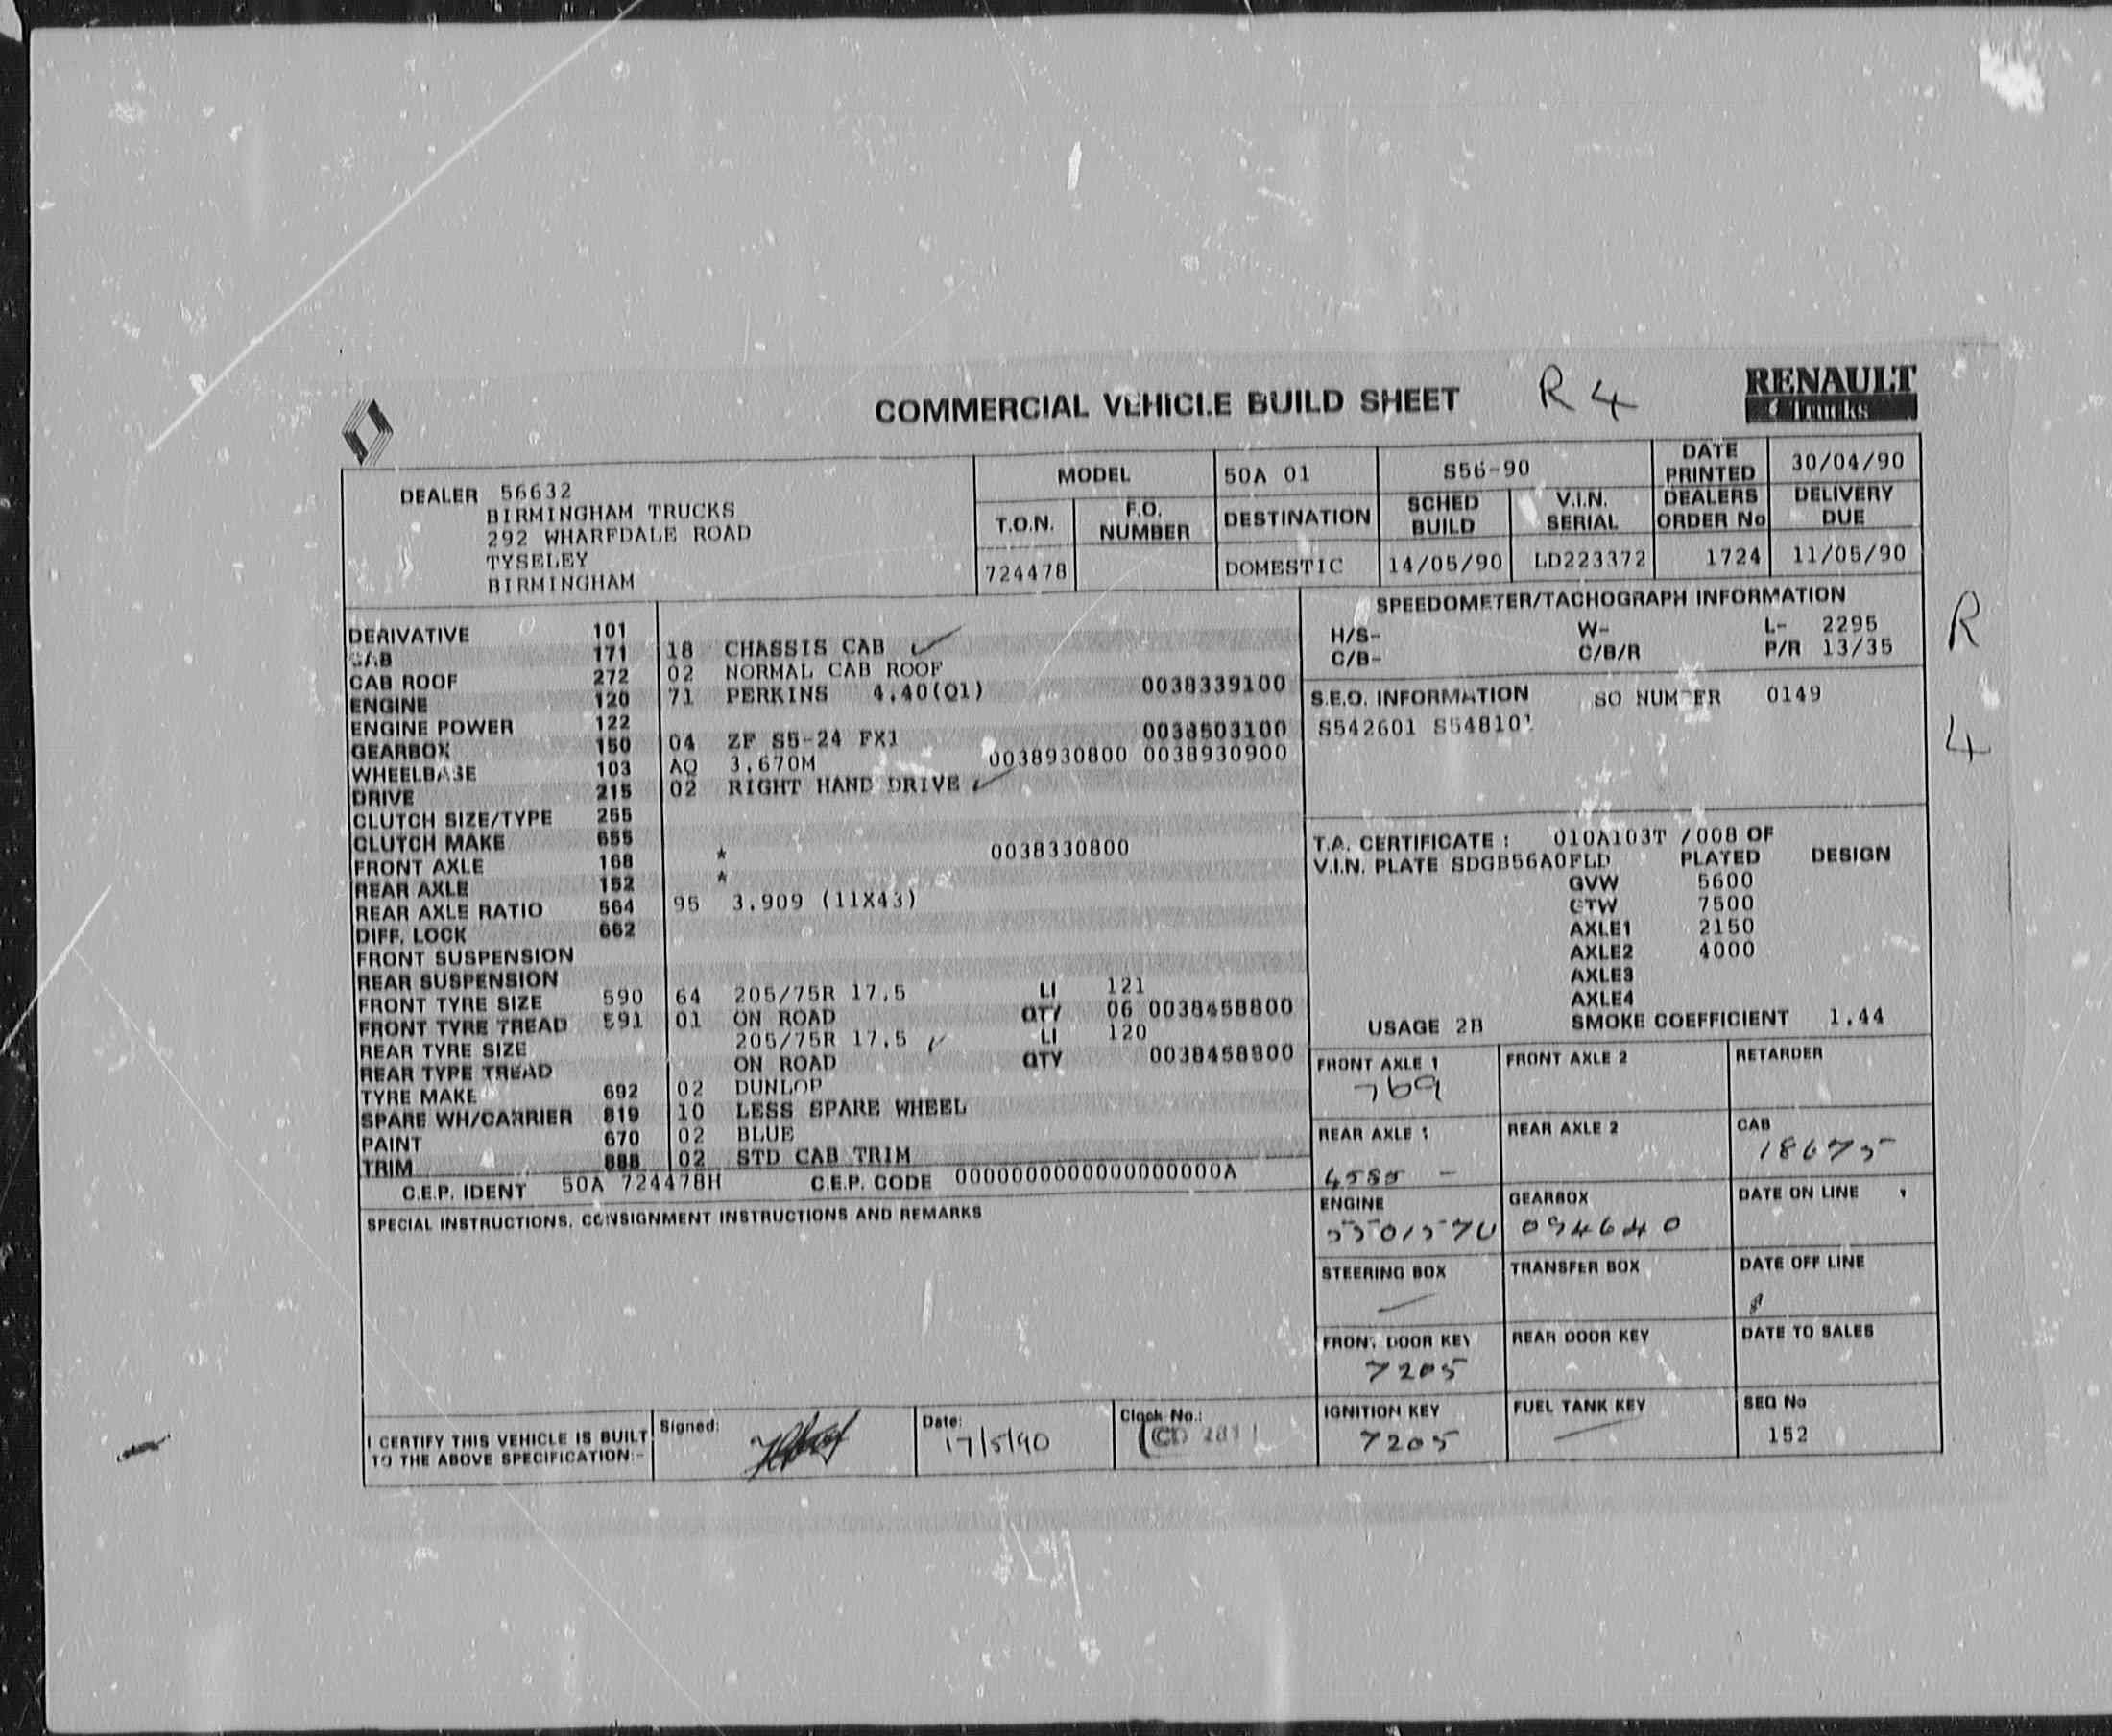 COMMERCIAL VEHICLE BUILD SHEET R4
RENAULT
Trucks
DEALER 56632
BIRMINGHAM TRUCKS
292 WHARFDALE ROAD
TYSELEY
BIRMINGHAM
MODEL 50A 01 S56-90 DATE PRINTED 30/04/90
T.O.N. F.O. NUMBER DESTINATION SCHED BUILD V.I.N. SERIAL DEALERS ORDER No DELIVERY DUE
724478 DOMESTIC 14/05/90 LD223372 1724 11/05/90
DERIVATIVE 101
CAB 171 18 CHASSIS CAB
CAB ROOF 272 02 NORMAL CAB ROOF
ENGINE 120 71 PERKINS 4.40(Q1) 0038339100
ENGINE POWER 122
GEARBOX 150 04 ZF S5-24 FX1 0038503100
WHEELBASE 103 AQ 3.670M 0038930800 0038930900
DRIVE 215 02 RIGHT HAND DRIVE
CLUTCH SIZE/TYPE 255
CLUTCH MAKE 655
FRONT AXLE 168 * 0038330800
REAR AXLE 152 *
REAR AXLE RATIO 564 95 3.909 (11X43)
DIFF. LOCK 662
FRONT SUSPENSION
REAR SUSPENSION
FRONT TYRE SIZE 590 64 205/75R 17.5 LI 121
FRONT TYRE TREAD 591 01 ON ROAD QTY 06 0038458800
REAR TYRE SIZE 205/75R 17.5 LI 120
REAR TYPE TREAD ON ROAD QTY 0038458800
TYRE MAKE 692 02 DUNLOP
SPARE WH/CARRIER 819 10 LESS SPARE WHEEL
PAINT 670 02 BLUE
TRIM 888 02 STD CAB TRIM
C.E.P. IDENT 50A 724478H C.E.P. CODE 0000000000000000000A
SPECIAL INSTRUCTIONS, CONSIGNMENT INSTRUCTIONS AND REMARKS
SPEEDOMETER/TACHOGRAPH INFORMATION
H/S- W- L- 2295
C/B- C/B/R P/R 13/35
R
4
S.E.O. INFORMATION SO NUMBER 0149
S542601 S548101
T.A. CERTIFICATE : 010A103T /008 OF
V.I.N. PLATE SDGB56A0FLD PLATED DESIGN
GVW 5600
GTW 7500
AXLE1 2150
AXLE2 4000
AXLE3
AXLE4
USAGE 2B SMOKE COEFFICIENT 1.44
FRONT AXLE 1 FRONT AXLE 2 RETARDER
769
REAR AXLE 1 REAR AXLE 2 CAB
4585 - 18675
ENGINE GEARBOX DATE ON LINE
094640
STEERING BOX TRANSFER BOX DATE OFF LINE
FRONT DOOR KEY REAR DOOR KEY DATE TO SALES
7205
IGNITION KEY FUEL TANK KEY SEQ No
7205 152
I CERTIFY THIS VEHICLE IS BUILT
TO THE ABOVE SPECIFICATION:-
Signed:
Date: 17/5/90
Clock No.: